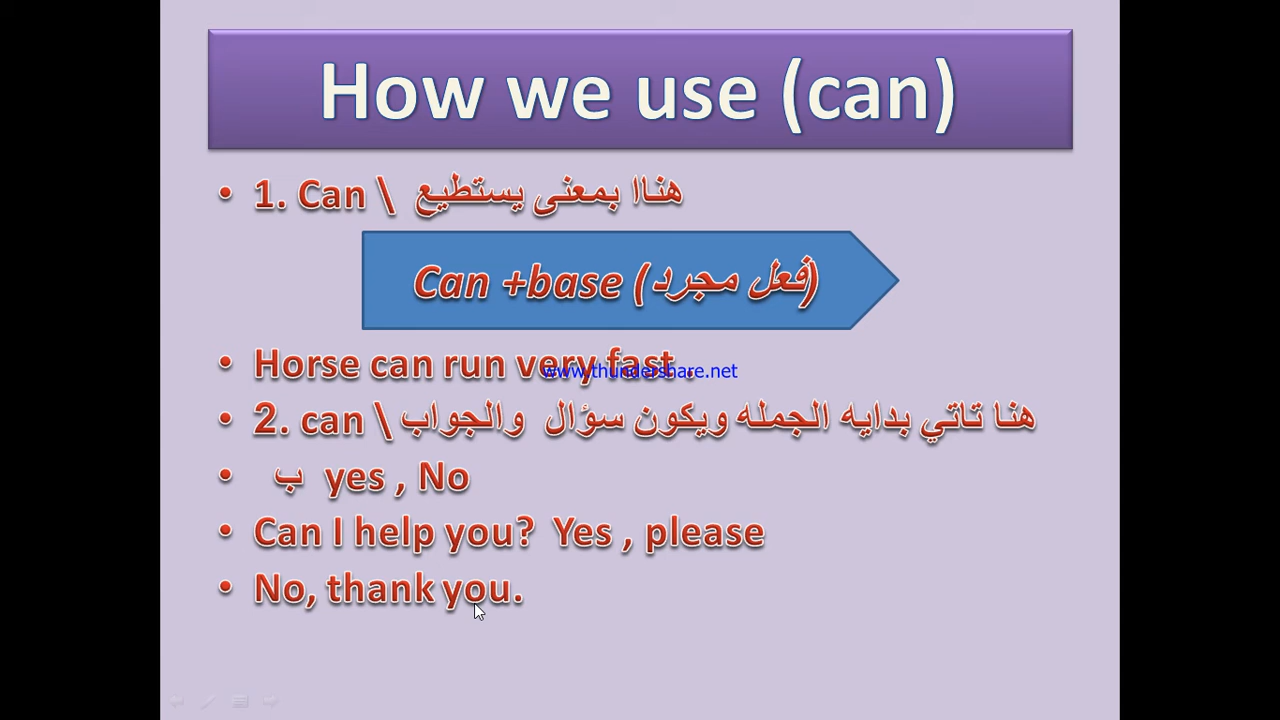 How we use (can)
• 1. Can \ هناا بمعنى يستطيع
Can +base (فعل مجرد)
• Horse can run very fast .
www.thundershare.net
• 2. can \ هنا تاتي بدايه الجمله ويكون سؤال والجواب
• ب yes , No
• Can I help you? Yes , please
• No, thank you.